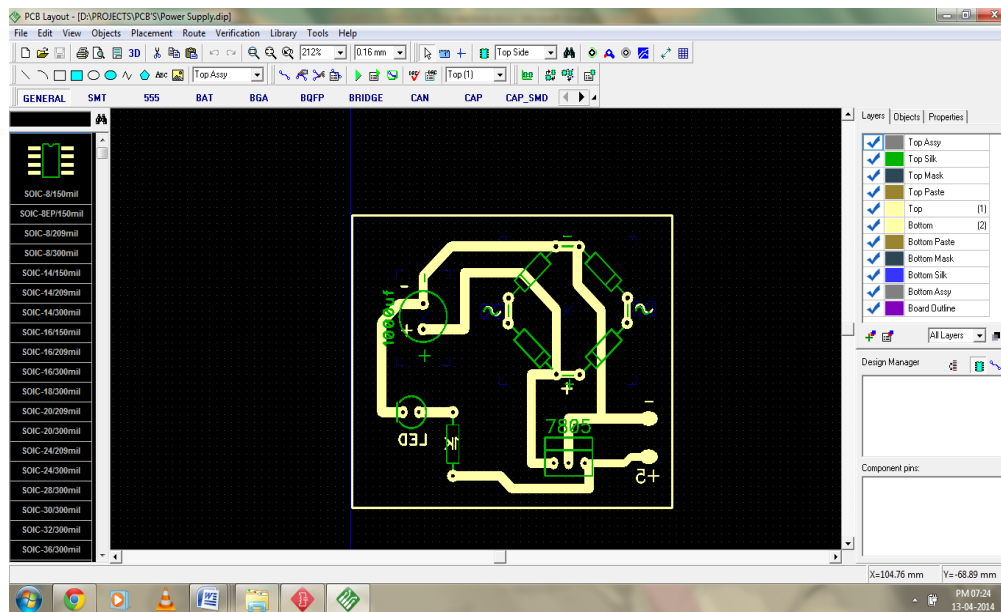 PCB Layout - [D:\PROJECTS\PCB'S\Power Supply.dip]
File Edit View Objects Placement Route Verification Library Tools Help
3D 212% 0.16 mm Top Side
Abc Top Assy Top (1)
GENERAL SMT 555 BAT BGA BQFP BRIDGE CAN CAP CAP_SMD
SOIC-8/150mil
SOIC-8EP/150mil
SOIC-8/209mil
SOIC-8/300mil
SOIC-14/150mil
SOIC-14/209mil
SOIC-14/300mil
SOIC-16/150mil
SOIC-16/209mil
SOIC-16/300mil
SOIC-18/300mil
SOIC-20/209mil
SOIC-20/300mil
SOIC-24/209mil
SOIC-24/300mil
SOIC-28/300mil
SOIC-30/300mil
SOIC-32/300mil
SOIC-36/300mil
1000uf
LED
1K
7805
+5
Layers Objects Properties
Top Assy
Top Silk
Top Mask
Top Paste
Top (1)
Bottom (2)
Bottom Paste
Bottom Mask
Bottom Silk
Bottom Assy
Board Outline
All Layers
Design Manager
Component pins:
X=104.76 mm Y=-68.89 mm
PM 07:24
13-04-2014